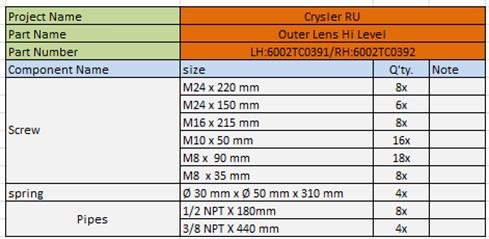 Project Name Crysler RU
Part Name Outer Lens Hi Level
Part Number LH:6002TC0391/RH:6002TC0392
Component Name size Q'ty. Note
Screw
M24 x 220 mm 8x
M24 x 150 mm 6x
M16 x 215 mm 8x
M10 x 50 mm 16x
M8 x 90 mm 18x
M8 x 35 mm 8x
spring Ø 30 mm x Ø 50 mm x 310 mm 4x
Pipes
1/2 NPT X 180mm 8x
3/8 NPT X 440 mm 4x